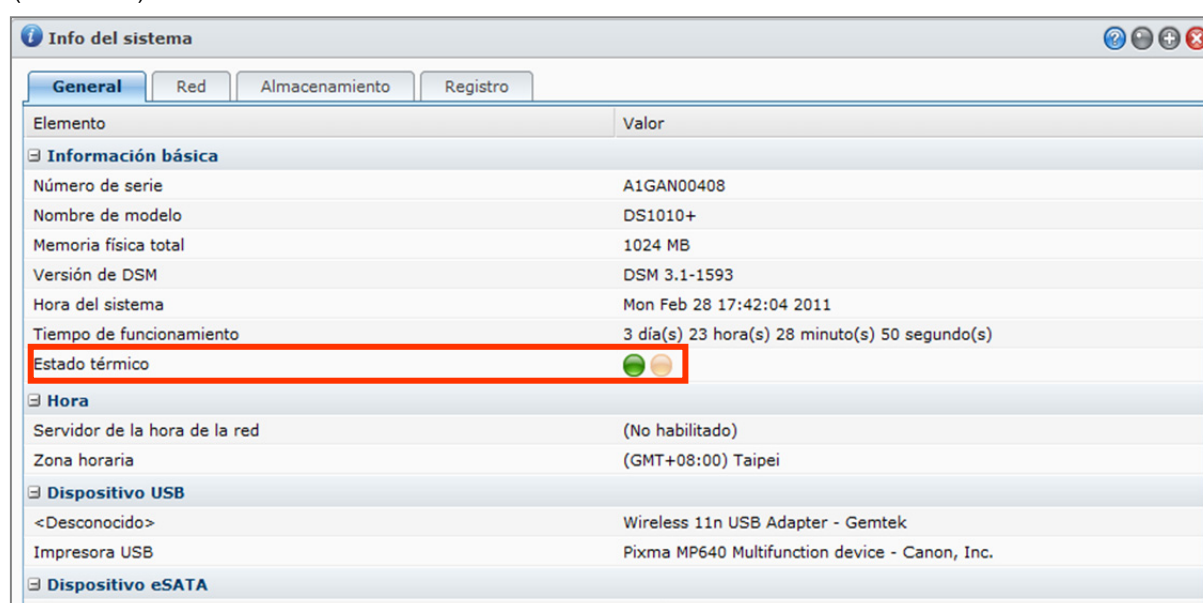 Info del sistema
General Red Almacenamiento Registro
Elemento Valor
Información básica
Número de serie A1GAN00408
Nombre de modelo DS1010+
Memoria física total 1024 MB
Versión de DSM DSM 3.1-1593
Hora del sistema Mon Feb 28 17:42:04 2011
Tiempo de funcionamiento 3 día(s) 23 hora(s) 28 minuto(s) 50 segundo(s)
Estado térmico
Hora
Servidor de la hora de la red (No habilitado)
Zona horaria (GMT+08:00) Taipei
Dispositivo USB
<Desconocido> Wireless 11n USB Adapter - Gemtek
Impresora USB Pixma MP640 Multifunction device - Canon, Inc.
Dispositivo eSATA